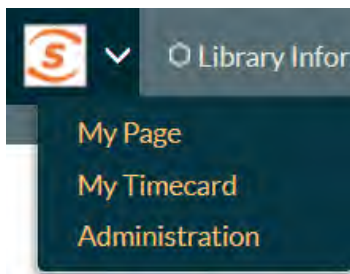 S
Library Infor
My Page
My Timecard
Administration